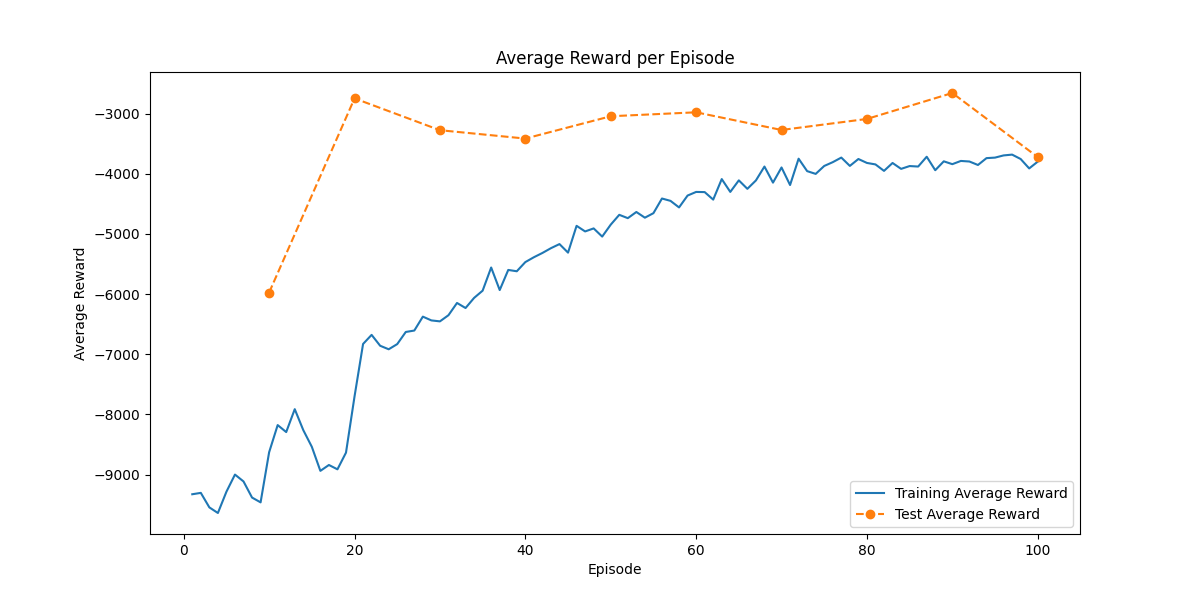 Average Reward per Episode
Average Reward
−3000
−4000
−5000
−6000
−7000
−8000
−9000
0 20 40 60 80 100
Episode
Training Average Reward
Test Average Reward